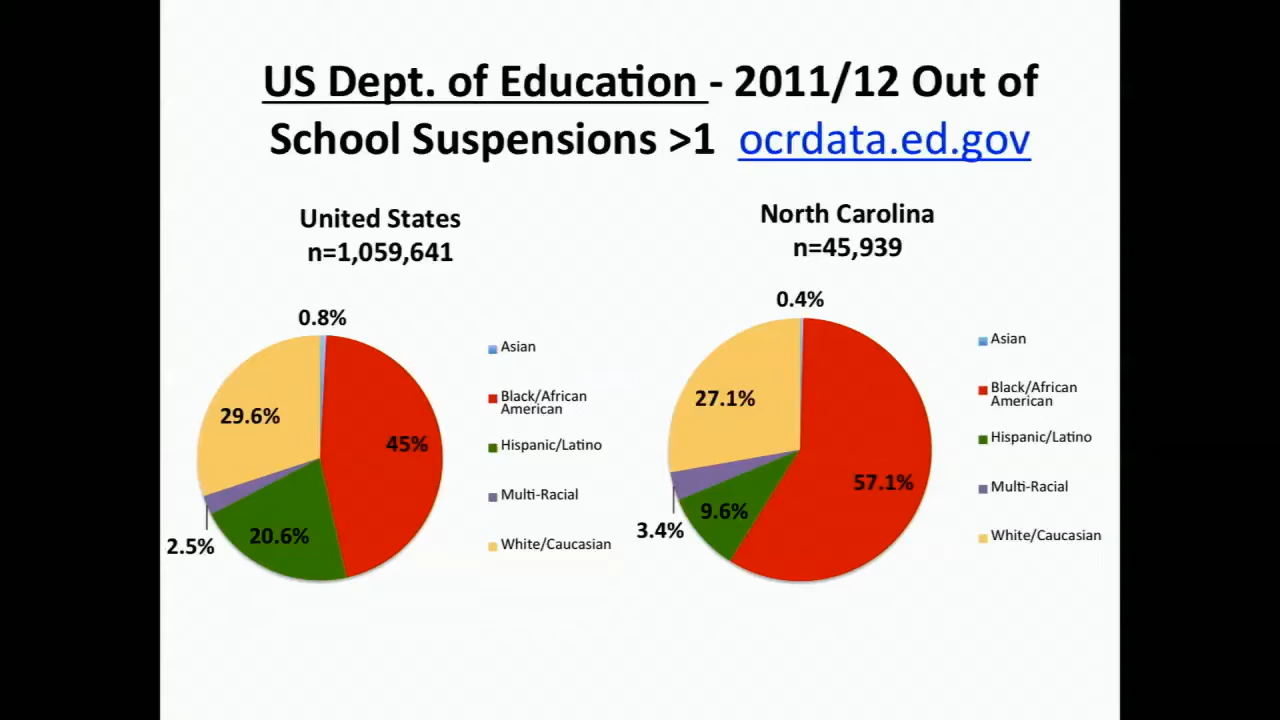 US Dept. of Education - 2011/12 Out of
School Suspensions >1 ocrdata.ed.gov
United States
n=1,059,641
0.8%
29.6%
45%
20.6%
2.5%
Asian
Black/African
American
Hispanic/Latino
Multi-Racial
White/Caucasian
North Carolina
n=45,939
0.4%
27.1%
57.1%
9.6%
3.4%
Asian
Black/African
American
Hispanic/Latino
Multi-Racial
White/Caucasian